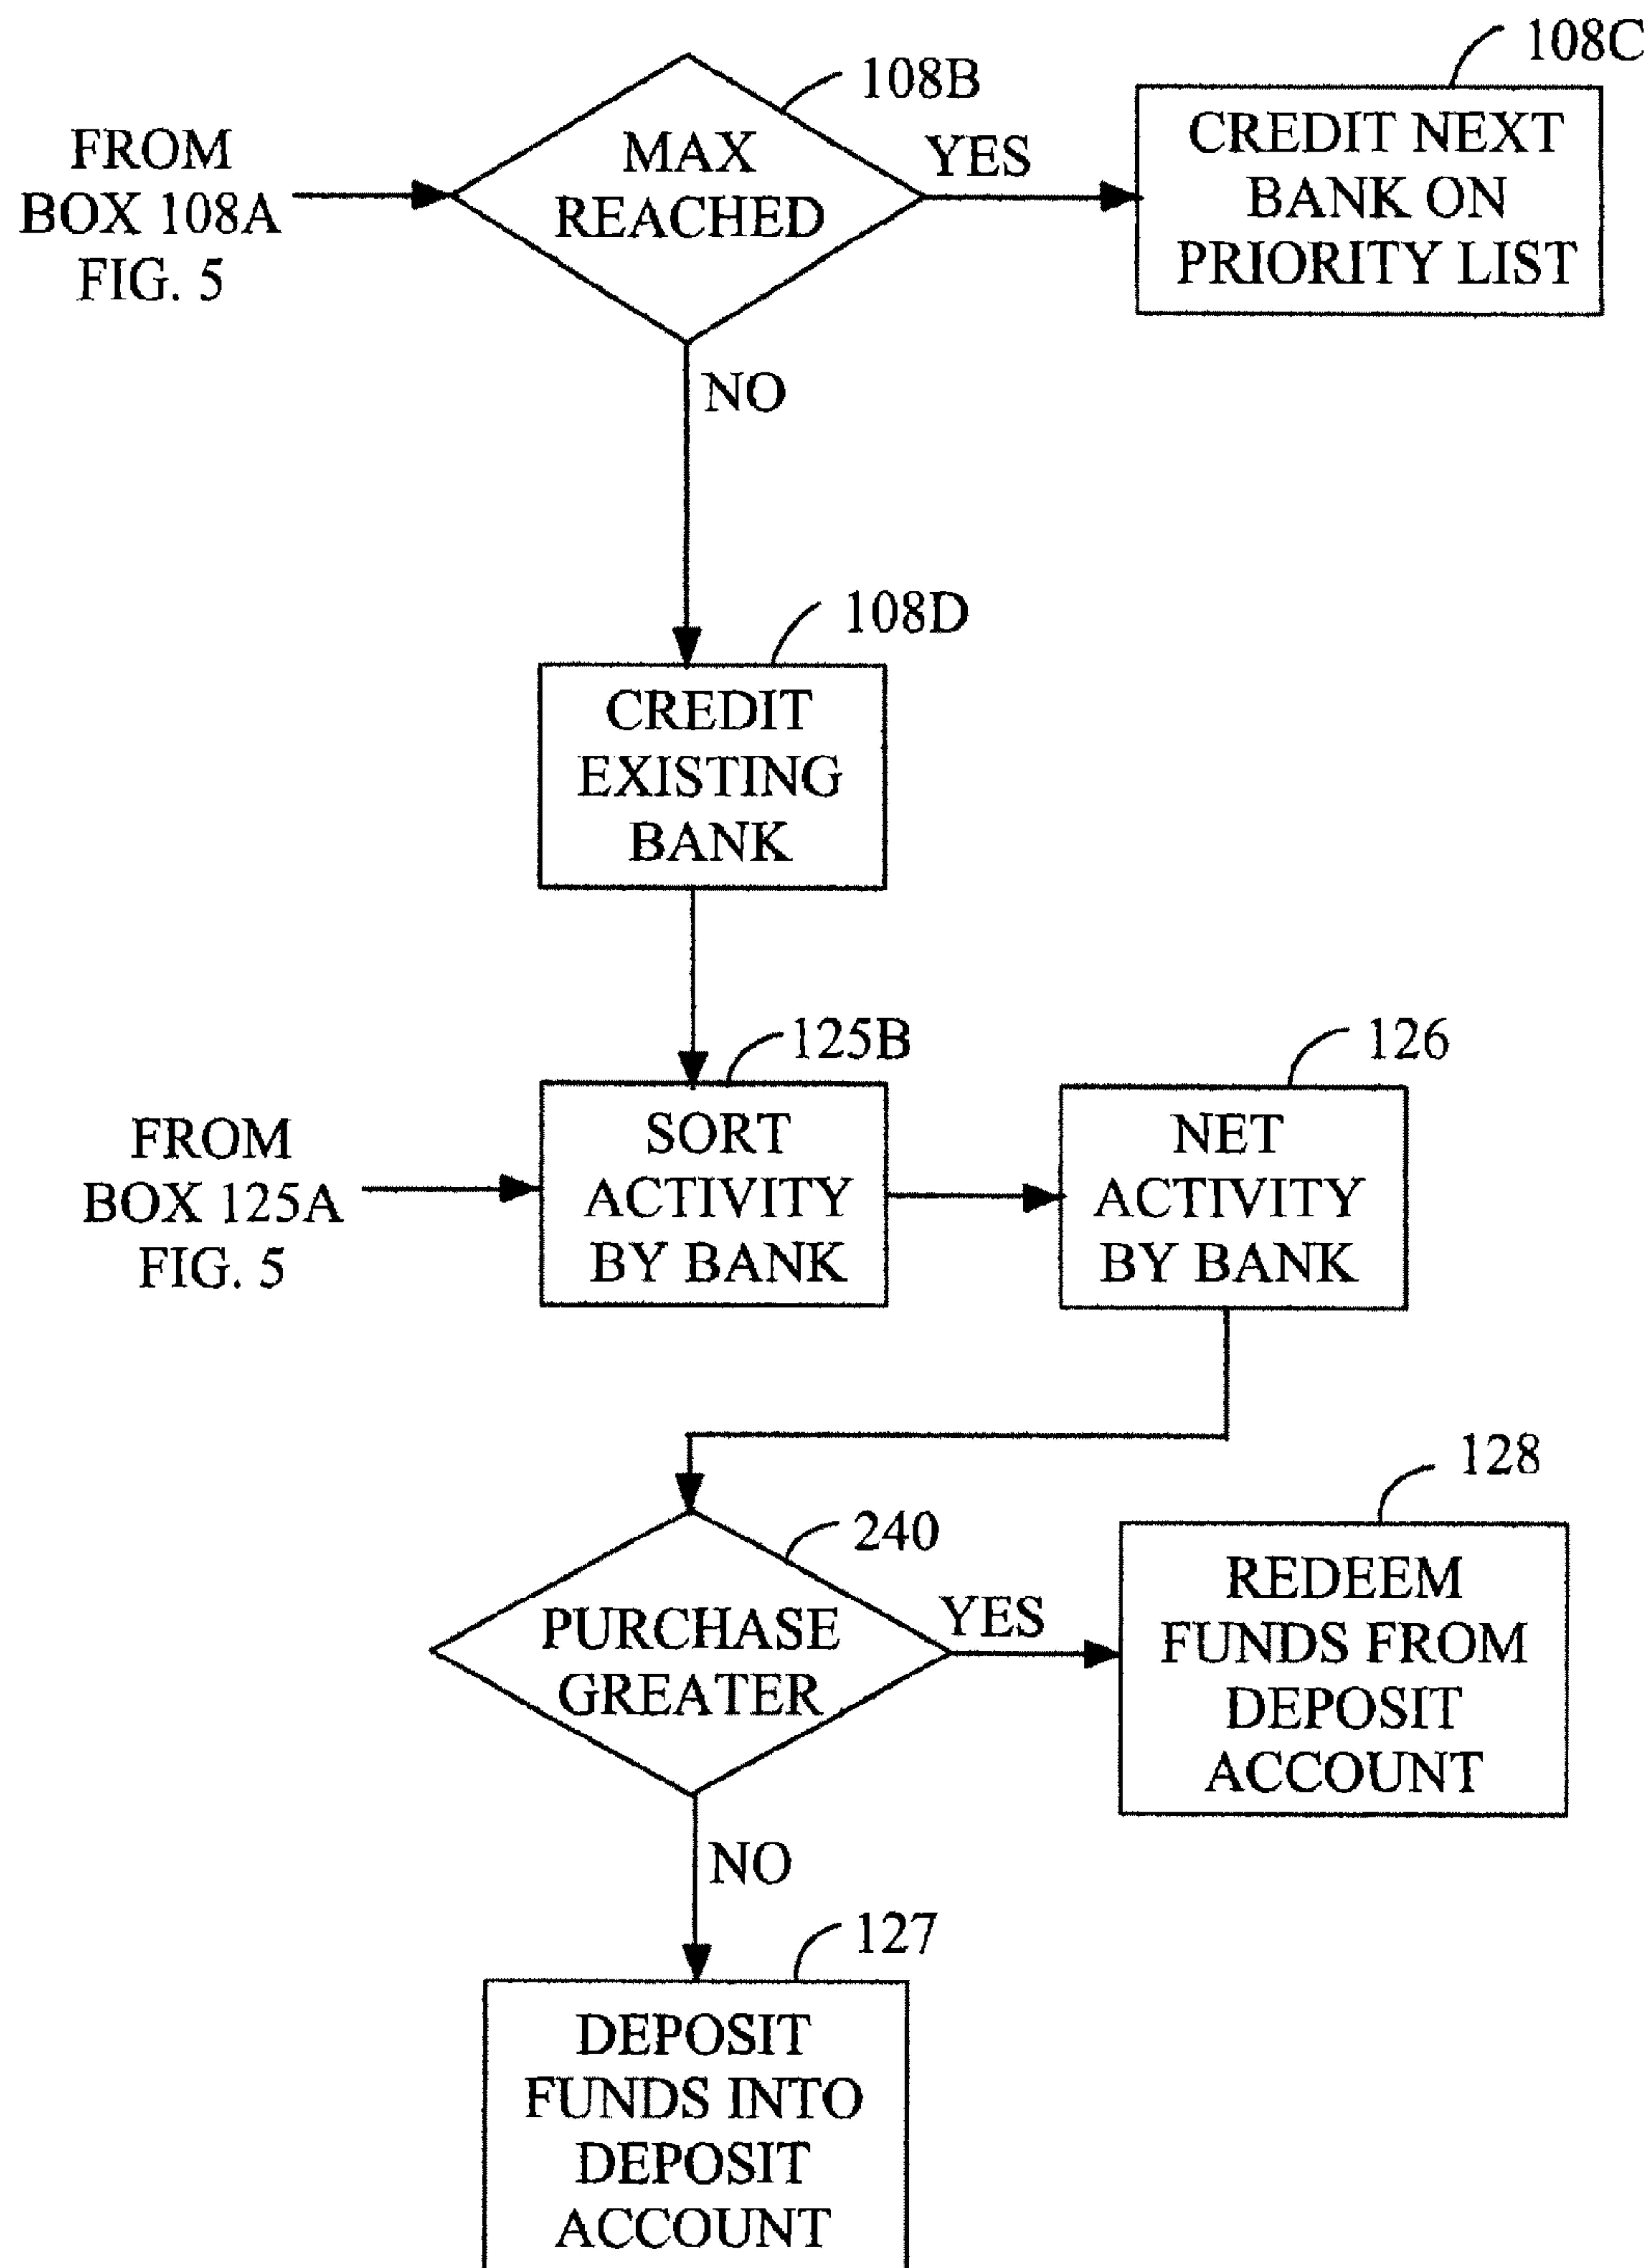 108B
108C
FROM
BOX 108A
FIG. 5
MAX
REACHED
YES
CREDIT NEXT
BANK ON
PRIORITY LIST
NO
108D
CREDIT
EXISTING
BANK
125B
126
FROM
BOX 125A
FIG. 5
SORT
ACTIVITY
BY BANK
NET
ACTIVITY
BY BANK
240
128
PURCHASE
GREATER
YES
REDEEM
FUNDS FROM
DEPOSIT
ACCOUNT
NO
127
DEPOSIT
FUNDS INTO
DEPOSIT
ACCOUNT